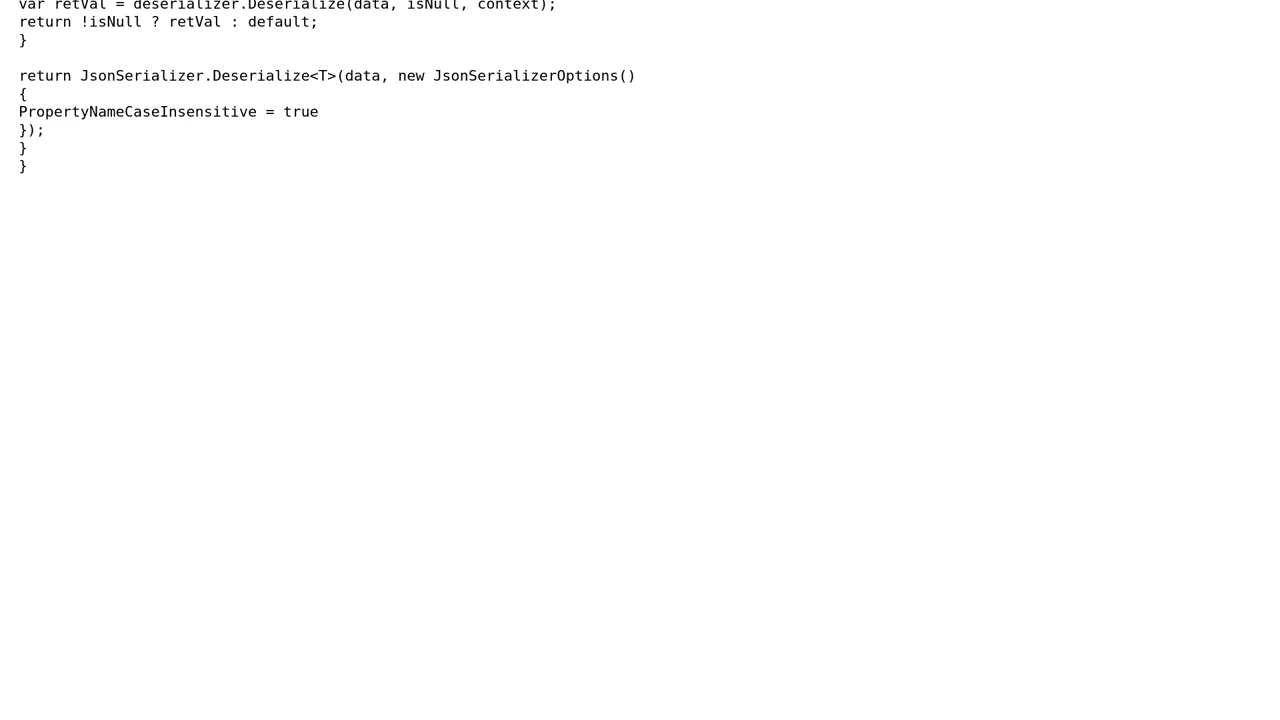 var retVal = deserializer.Deserialize(data, isNull, context);
return !isNull ? retVal : default;
}

return JsonSerializer.Deserialize<T>(data, new JsonSerializerOptions()
{
PropertyNameCaseInsensitive = true
});
}
}